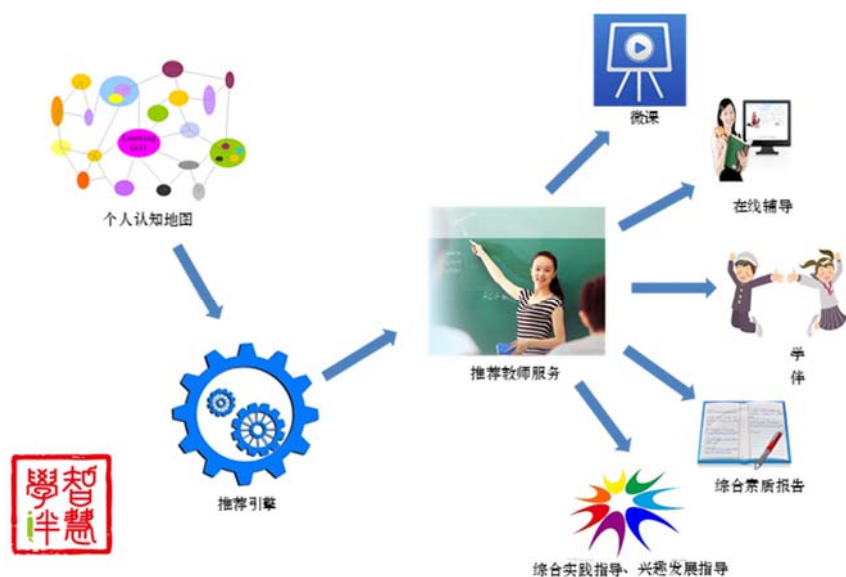 微课
Learning Cell
个人认知地图
在线辅导
学
伴
推荐教师服务
推荐引擎
综合素质报告
综合实践指导、兴趣发展指导
智慧
學伴